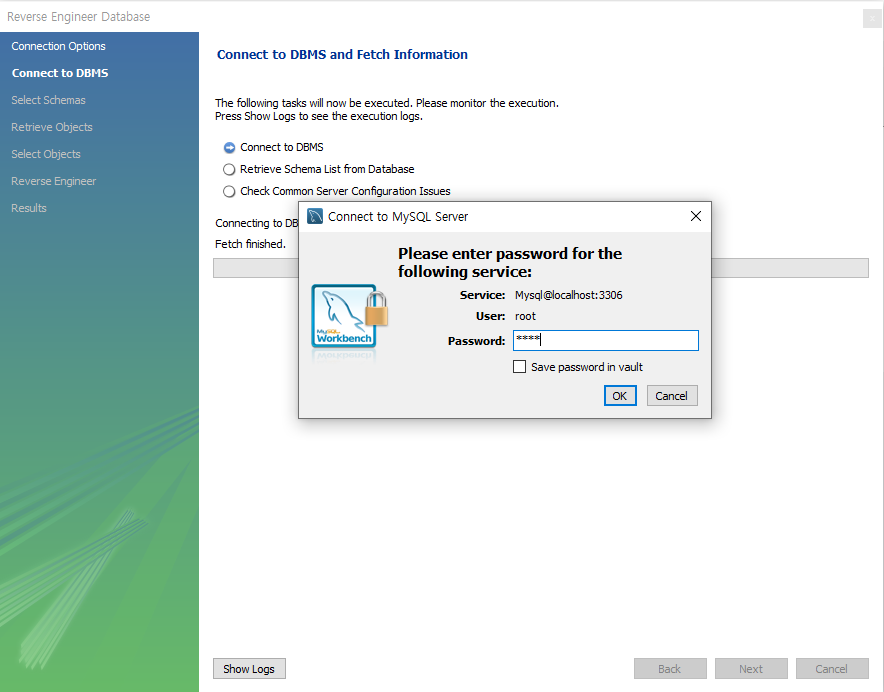 Reverse Engineer Database
Connection Options
Connect to DBMS
Select Schemas
Retrieve Objects
Select Objects
Reverse Engineer
Results
Connect to DBMS and Fetch Information
The following tasks will now be executed. Please monitor the execution.
Press Show Logs to see the execution logs.
Connect to DBMS
Retrieve Schema List from Database
Check Common Server Configuration Issues
Connecting to DB
Fetch finished.
Connect to MySQL Server
Please enter password for the
following service:
Service: Mysql@localhost:3306
User: root
Password: ****
MySQL
Workbench
Save password in vault
OK Cancel
Show Logs Back Next Cancel